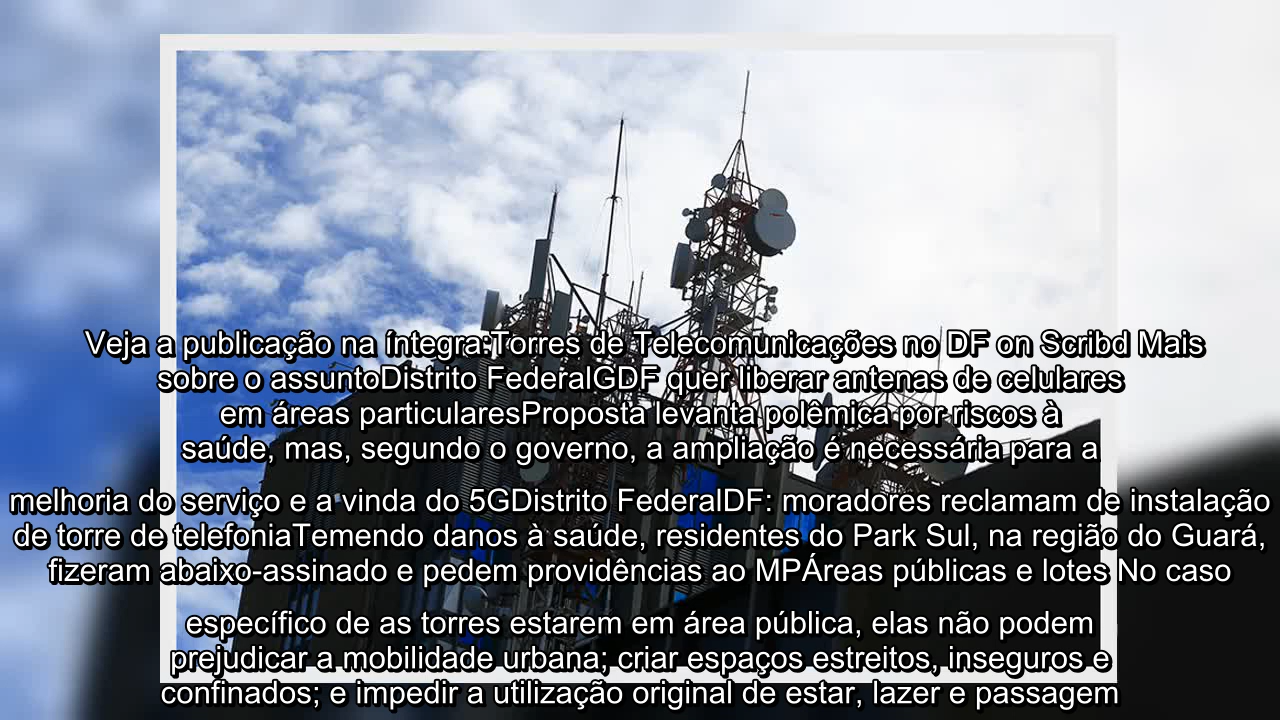 Veja a publicação na íntegra:Torres de Telecomunicações no DF on Scribd Mais
sobre o assuntoDistrito FederalGDF quer liberar antenas de celulares
em áreas particularesProposta levanta polêmica por riscos à
saúde, mas, segundo o governo, a ampliação é necessária para a
melhoria do serviço e a vinda do 5GDistrito FederalDF: moradores reclamam de instalação
de torre de telefoniaTemendo danos à saúde, residentes do Park Sul, na região do Guará,
fizeram abaixo-assinado e pedem providências ao MPÁreas públicas e lotes No caso
específico de as torres estarem em área pública, elas não podem
prejudicar a mobilidade urbana; criar espaços estreitos, inseguros e
confinados; e impedir a utilização original de estar, lazer e passagem